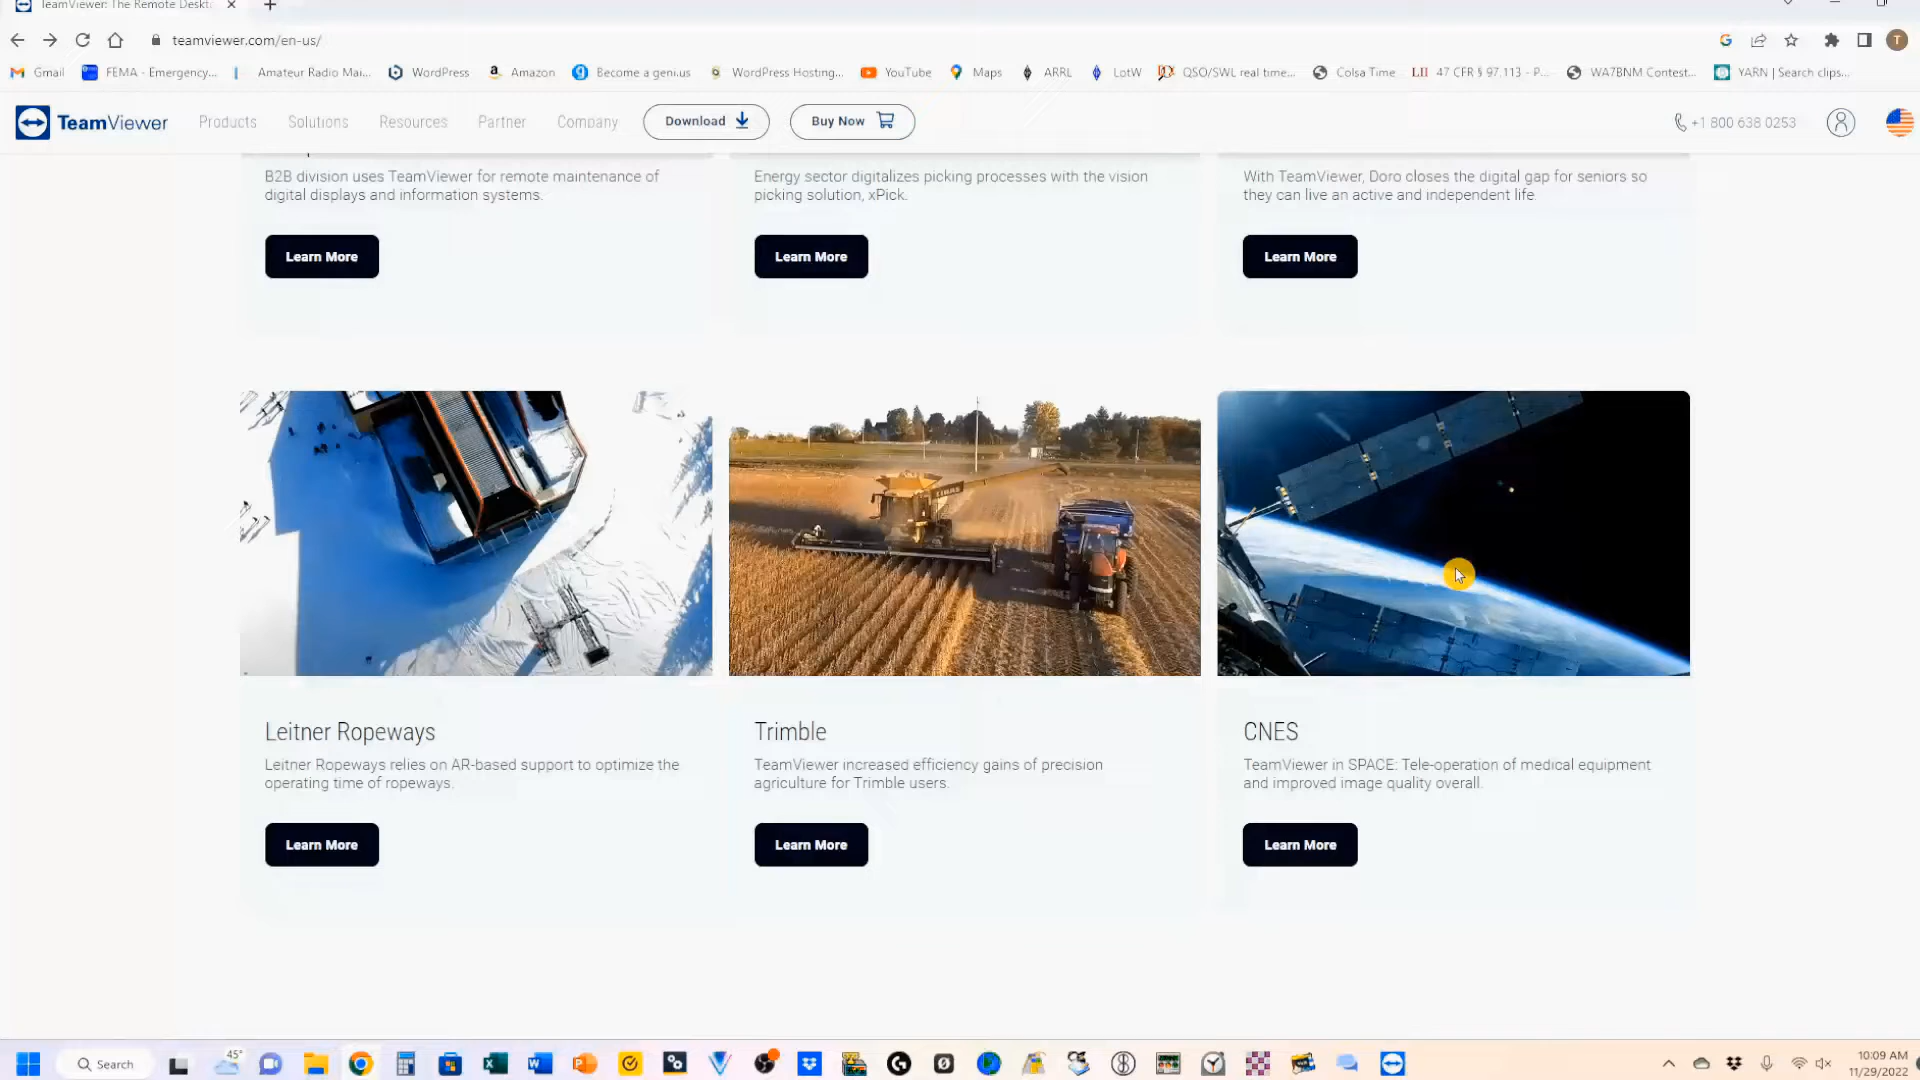 TeamViewer: The Remote Deskt
teamviewer.com/en-us/
Gmail FEMA - Emergency... Amateur Radio Mai... WordPress Amazon Become a geni.us WordPress Hosting... YouTube Maps ARRL LotW QSO/SWL real time... Colsa Time 47 CFR § 97.113 - P... WA7BNM Contest... YARN | Search clips...
TeamViewer Products Solutions Resources Partner Company Download Buy Now +1 800 638 0253
B2B division uses TeamViewer for remote maintenance of
digital displays and information systems.
Learn More
Energy sector digitalizes picking processes with the vision
picking solution, xPick.
Learn More
With TeamViewer, Doro closes the digital gap for seniors so
they can live an active and independent life.
Learn More
Leitner Ropeways
Leitner Ropeways relies on AR-based support to optimize the
operating time of ropeways.
Learn More
Trimble
TeamViewer increased efficiency gains of precision
agriculture for Trimble users.
Learn More
CNES
TeamViewer in SPACE: Tele-operation of medical equipment
and improved image quality overall.
Learn More
Search
45°
10:09 AM
11/29/2022